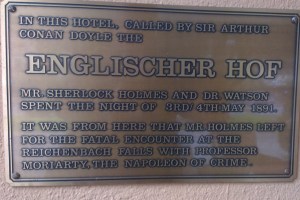 IN THIS HOTEL, CALLED BY SIR ARTHUR
CONAN DOYLE THE
ENGLISCHER HOF
MR. SHERLOCK HOLMES AND DR. WATSON
SPENT THE NIGHT OF 3RD/4TH MAY 1891.
IT WAS FROM HERE THAT MR. HOLMES LEFT
FOR THE FATAL ENCOUNTER AT THE
REICHENBACH FALLS WITH PROFESSOR
MORIARTY, THE NAPOLEON OF CRIME.